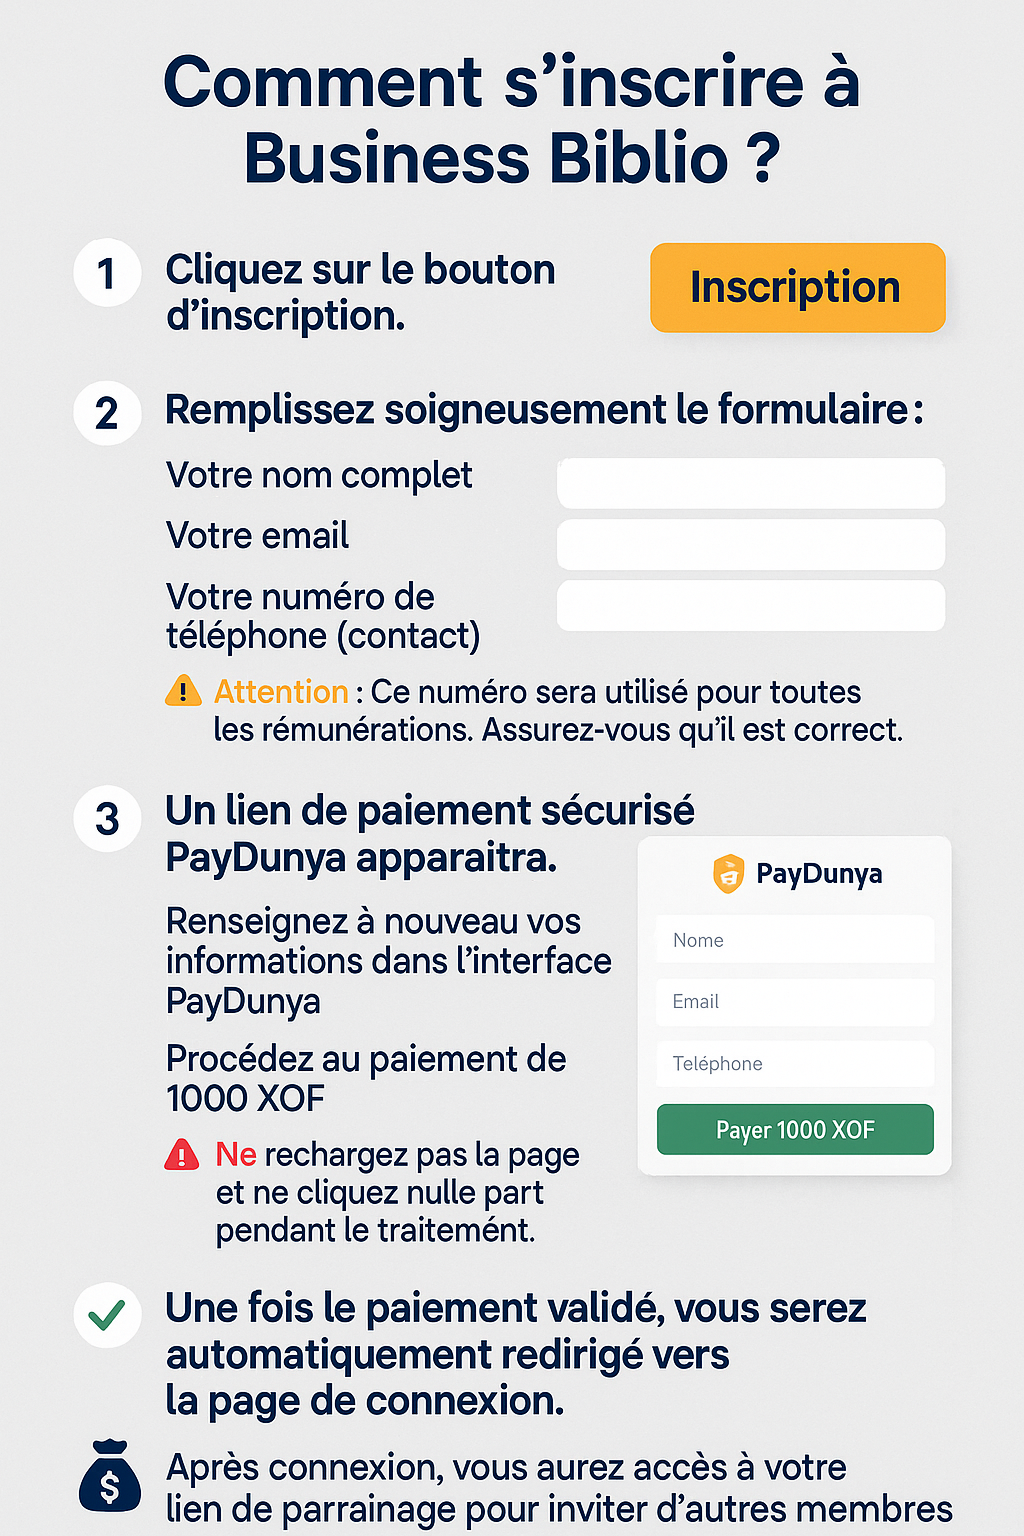 Comment s’inscrire à
Business Biblio ?
1
Cliquez sur le bouton
d’inscription.
Inscription
2
Remplissez soigneusement le formulaire :
Votre nom complet
Votre email
Votre numéro de
téléphone (contact)
Attention : Ce numéro sera utilisé pour toutes
les rémunérations. Assurez-vous qu’il est correct.
3
Un lien de paiement sécurisé
PayDunya apparaitra.
Renseignez à nouveau vos
informations dans l’interface
PayDunya
Procédez au paiement de
1000 XOF
Ne rechargez pas la page
et ne cliquez nulle part
pendant le traitemént.
PayDunya
Nome
Email
Teléphone
Payer 1000 XOF
Une fois le paiement validé, vous serez
automatiquement redirigé vers
la page de connexion.
$
Après connexion, vous aurez accès à votre
lien de parrainage pour inviter d’autres membres